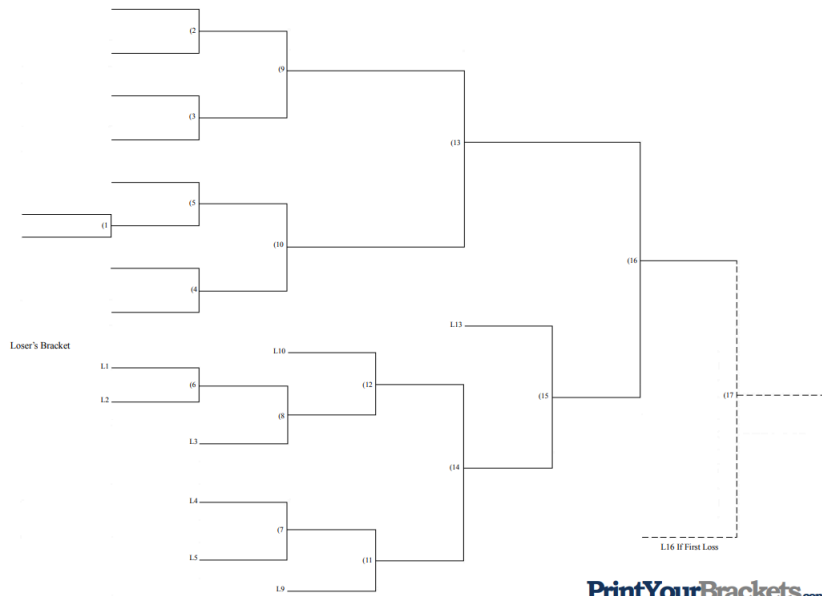 (2
(9
(3
(13
(5
(1
(10
(16
(4
L13
Loser's Bracket
L10
L1
(6
(12
(15
(17
L2
(8
L3
(14
L4
(7
L16 If First Loss
L5
(11
L9
PrintYourBrackets.com